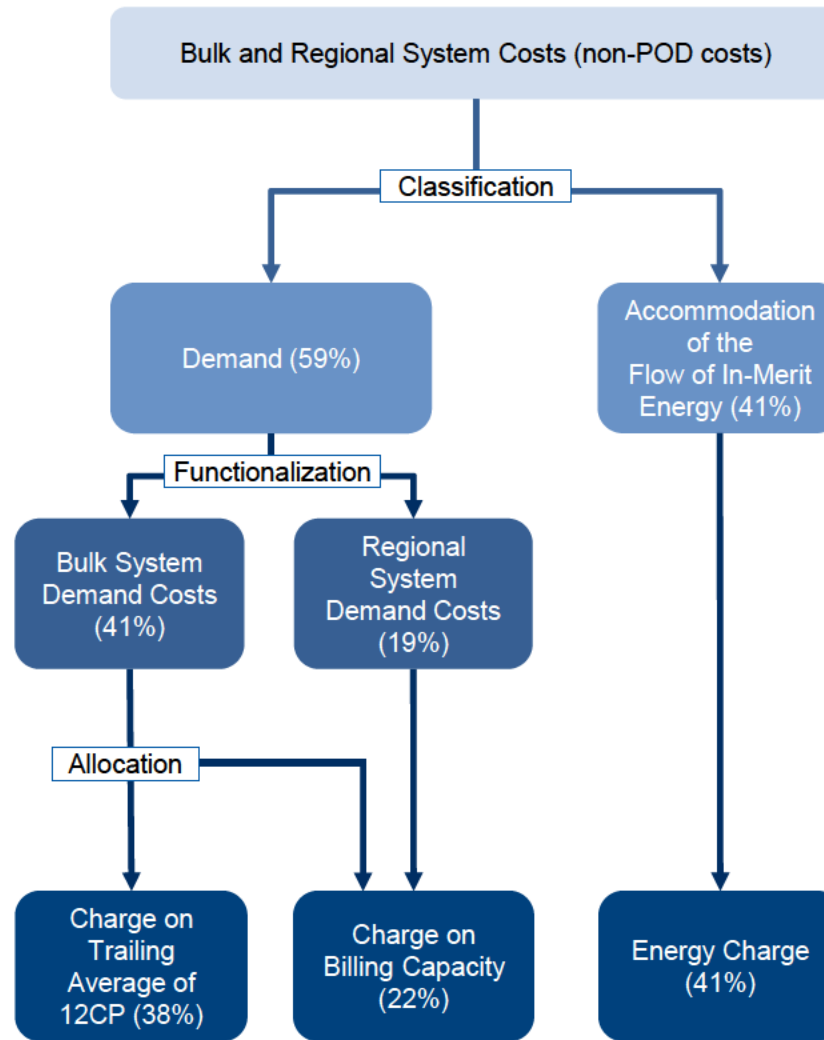 Bulk and Regional System Costs (non-POD costs)
Classification
Demand (59%)
Accommodation
of the
Flow of In-Merit
Energy (41%)
Functionalization
Bulk System
Demand Costs
(41%)
Regional
System
Demand Costs
(19%)
Allocation
Charge on
Trailing
Average of
12CP (38%)
Charge on
Billing Capacity
(22%)
Energy Charge
(41%)